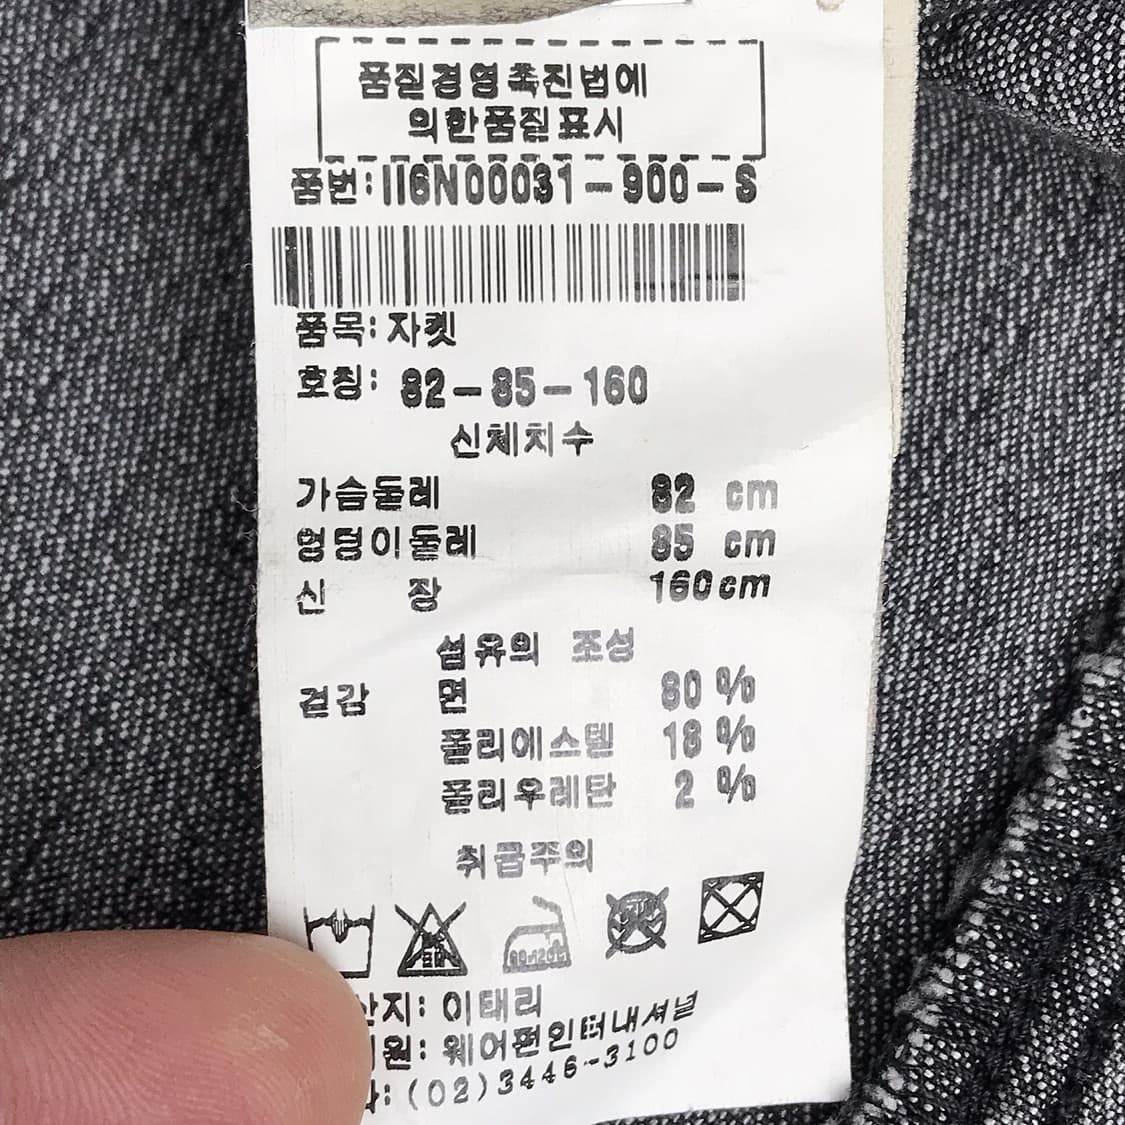 품질경영촉진법에
의한품질표시
품번:II6N00031-900-S
품목: 자켓
호칭: 82-85-160
신체치수
가슴둘레 82 cm
엉덩이둘레 85 cm
신 장 160cm
섬유의 조성
겉감 면 80 %
폴리에스텔 18 %
폴리우레탄 2 %
취급주의
산지: 이태리
원: 웨어펀인터내셔널
(02)3446-3100